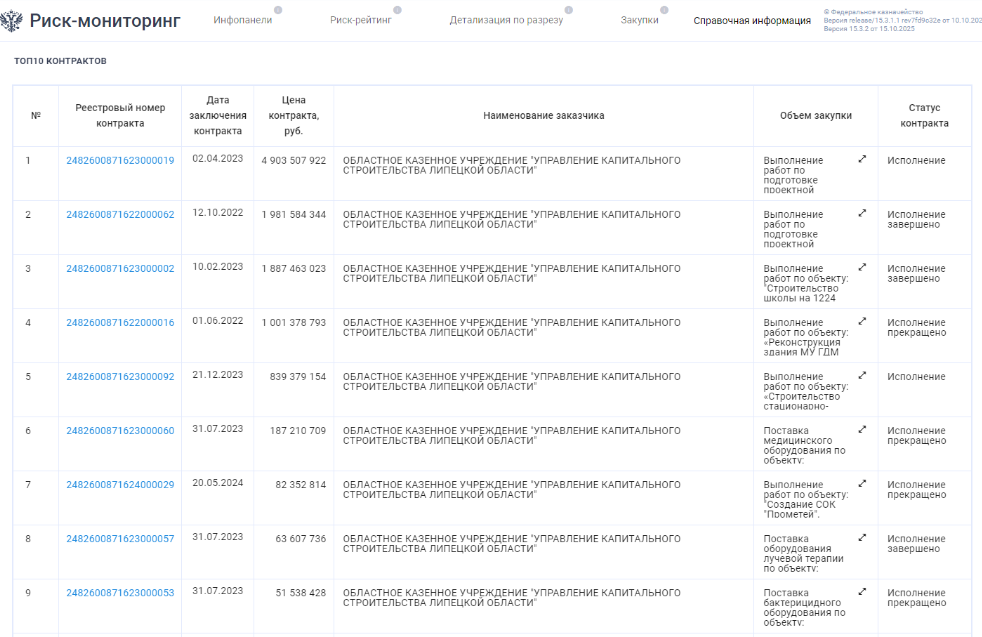 Риск-мониторинг
Инфопанели
Риск-рейтинг
Детализация по разрезу
Закупки
Справочная информация
© Федеральное казначейство
Версия release/15.3.1.1 rev7fd9c32e от 10.10.202
Версия 15.3.2 от 15.10.2025
ТОП10 КОНТРАКТОВ
№
Реестровый номер
контракта
Дата
заключения
контракта
Цена
контракта,
руб.
Наименование заказчика
Объем закупки
Статус
контракта
1 2482600871623000019 02.04.2023 4 903 507 922 ОБЛАСТНОЕ КАЗЕННОЕ УЧРЕЖДЕНИЕ "УПРАВЛЕНИЕ КАПИТАЛЬНОГО Выполнение Исполнение
СТРОИТЕЛЬСТВА ЛИПЕЦКОЙ ОБЛАСТИ" работ по
подготовке
проектной
2 2482600871622000062 12.10.2022 1 981 584 344 ОБЛАСТНОЕ КАЗЕННОЕ УЧРЕЖДЕНИЕ "УПРАВЛЕНИЕ КАПИТАЛЬНОГО Выполнение Исполнение
СТРОИТЕЛЬСТВА ЛИПЕЦКОЙ ОБЛАСТИ" работ по завершено
подготовке
проектной
3 2482600871623000002 10.02.2023 1 887 463 023 ОБЛАСТНОЕ КАЗЕННОЕ УЧРЕЖДЕНИЕ "УПРАВЛЕНИЕ КАПИТАЛЬНОГО Выполнение Исполнение
СТРОИТЕЛЬСТВА ЛИПЕЦКОЙ ОБЛАСТИ" работ по объекту: завершено
"Строительство
школы на 1224
4 2482600871622000016 01.06.2022 1 001 378 793 ОБЛАСТНОЕ КАЗЕННОЕ УЧРЕЖДЕНИЕ "УПРАВЛЕНИЕ КАПИТАЛЬНОГО Выполнение Исполнение
СТРОИТЕЛЬСТВА ЛИПЕЦКОЙ ОБЛАСТИ" работ по объекту: прекращено
«Реконструкция
здания МУ ГДМ
5 2482600871623000092 21.12.2023 839 379 154 ОБЛАСТНОЕ КАЗЕННОЕ УЧРЕЖДЕНИЕ "УПРАВЛЕНИЕ КАПИТАЛЬНОГО Выполнение Исполнение
СТРОИТЕЛЬСТВА ЛИПЕЦКОЙ ОБЛАСТИ" работ по объекту:
«Строительство
стационарно-
6 2482600871623000060 31.07.2023 187 210 709 ОБЛАСТНОЕ КАЗЕННОЕ УЧРЕЖДЕНИЕ "УПРАВЛЕНИЕ КАПИТАЛЬНОГО Поставка Исполнение
СТРОИТЕЛЬСТВА ЛИПЕЦКОЙ ОБЛАСТИ" медицинского прекращено
оборудования по
объекту:
7 2482600871624000029 20.05.2024 82 352 814 ОБЛАСТНОЕ КАЗЕННОЕ УЧРЕЖДЕНИЕ "УПРАВЛЕНИЕ КАПИТАЛЬНОГО Выполнение Исполнение
СТРОИТЕЛЬСТВА ЛИПЕЦКОЙ ОБЛАСТИ" работ по объекту: прекращено
"Создание СОК
"Прометей".
8 2482600871623000057 31.07.2023 63 607 736 ОБЛАСТНОЕ КАЗЕННОЕ УЧРЕЖДЕНИЕ "УПРАВЛЕНИЕ КАПИТАЛЬНОГО Поставка Исполнение
СТРОИТЕЛЬСТВА ЛИПЕЦКОЙ ОБЛАСТИ" оборудования завершено
лучевой терапии
по объекту:
9 2482600871623000053 31.07.2023 51 538 428 ОБЛАСТНОЕ КАЗЕННОЕ УЧРЕЖДЕНИЕ "УПРАВЛЕНИЕ КАПИТАЛЬНОГО Поставка Исполнение
СТРОИТЕЛЬСТВА ЛИПЕЦКОЙ ОБЛАСТИ" бактерицидного прекращено
оборудования по
объекту: